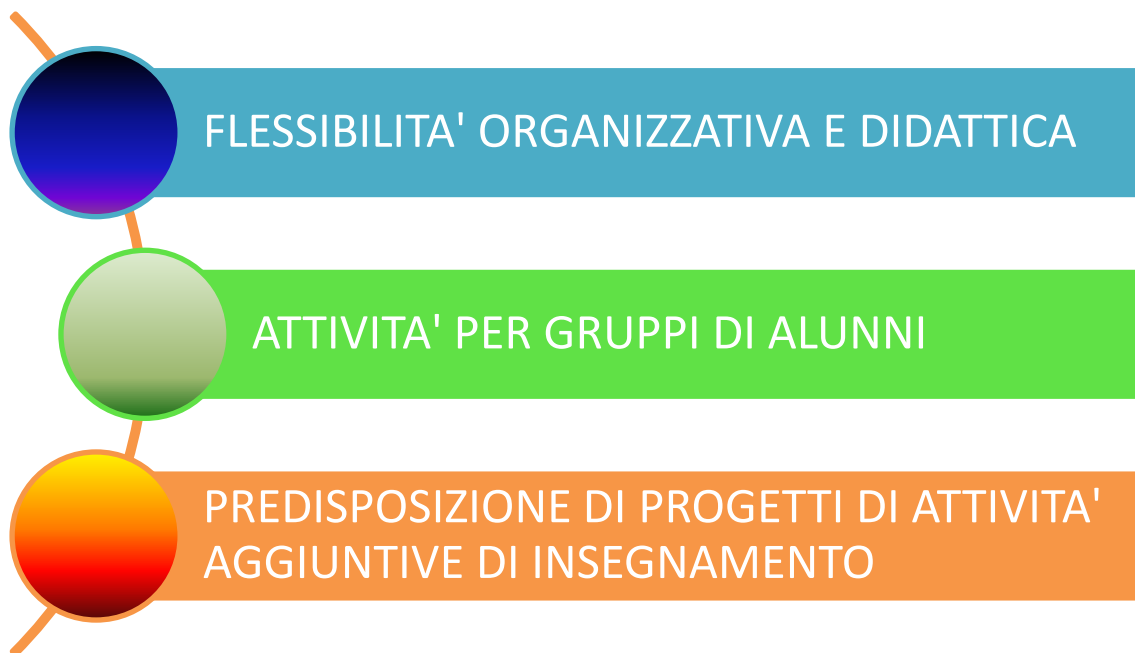 FLESSIBILITA' ORGANIZZATIVA E DIDATTICA
ATTIVITA' PER GRUPPI DI ALUNNI
PREDISPOSIZIONE DI PROGETTI DI ATTIVITA'
AGGIUNTIVE DI INSEGNAMENTO